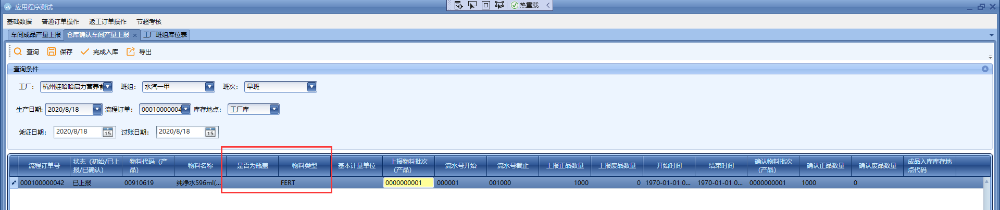 应用程序测试
热重载
基础数据 普通订单操作 返工订单操作 节超考核
车间成品产量上报 仓库确认车间产量上报 × 工厂班组库位表
查询 保存 完成入库 导出
查询条件
工厂： 杭州娃哈哈启力营养食 班组： 水汽一甲 班次： 早班
生产日期: 2020/8/18 流程订单: 00010000004 库存地点： 工厂库
凭证日期： 2020/8/18 15 过账日期： 2020/8/18 15
流程订单号 状态（初始/已上报/已确认） 物料代码（产品） 物料名称 是否为瓶盖 物料类型 基本计量单位 上报物料批次（产品） 流水号开始 流水号截止 上报正品数量 上报废品数量 开始时间 结束时间 确认物料批次（产品） 确认正品数量 确认废品数量 成品入库库存地点代码
000100000042 已上报 00910619 纯净水596ml(... FERT 0000000001 000001 001000 1000 0 1970-01-01 0... 1970-01-01 0... 0000000001 1000 0